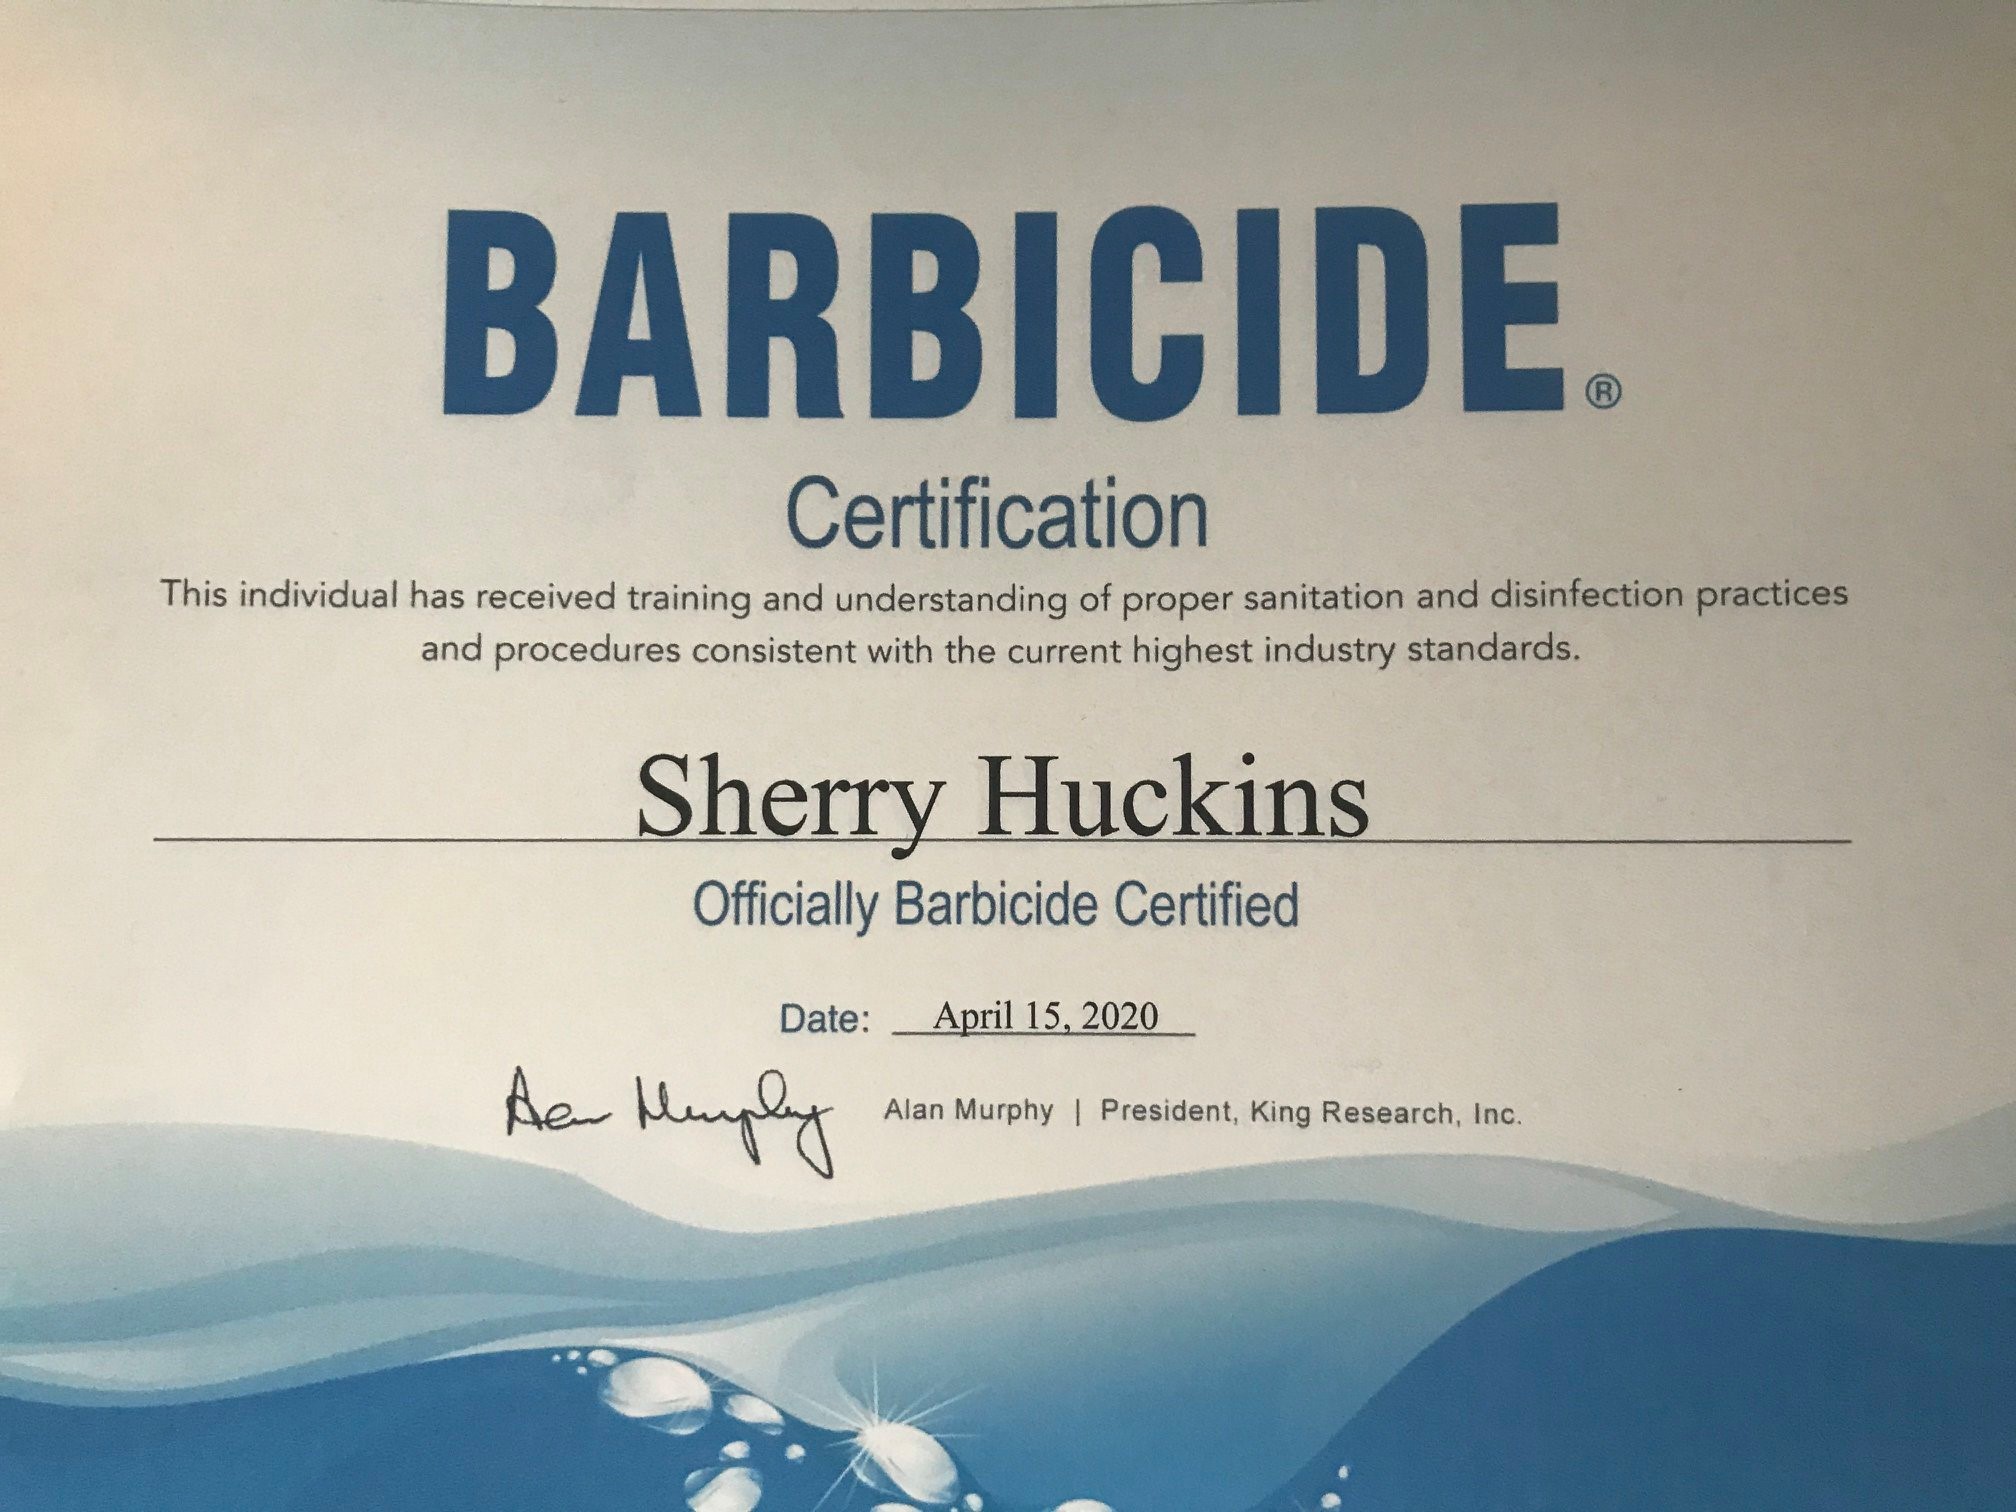 BARBICIDE®
Certification
This individual has received training and understanding of proper sanitation and disinfection practices
and procedures consistent with the current highest industry standards.
Sherry Huckins
Officially Barbicide Certified
Date: April 15, 2020
Alan Murphy Alan Murphy | President, King Research, Inc.